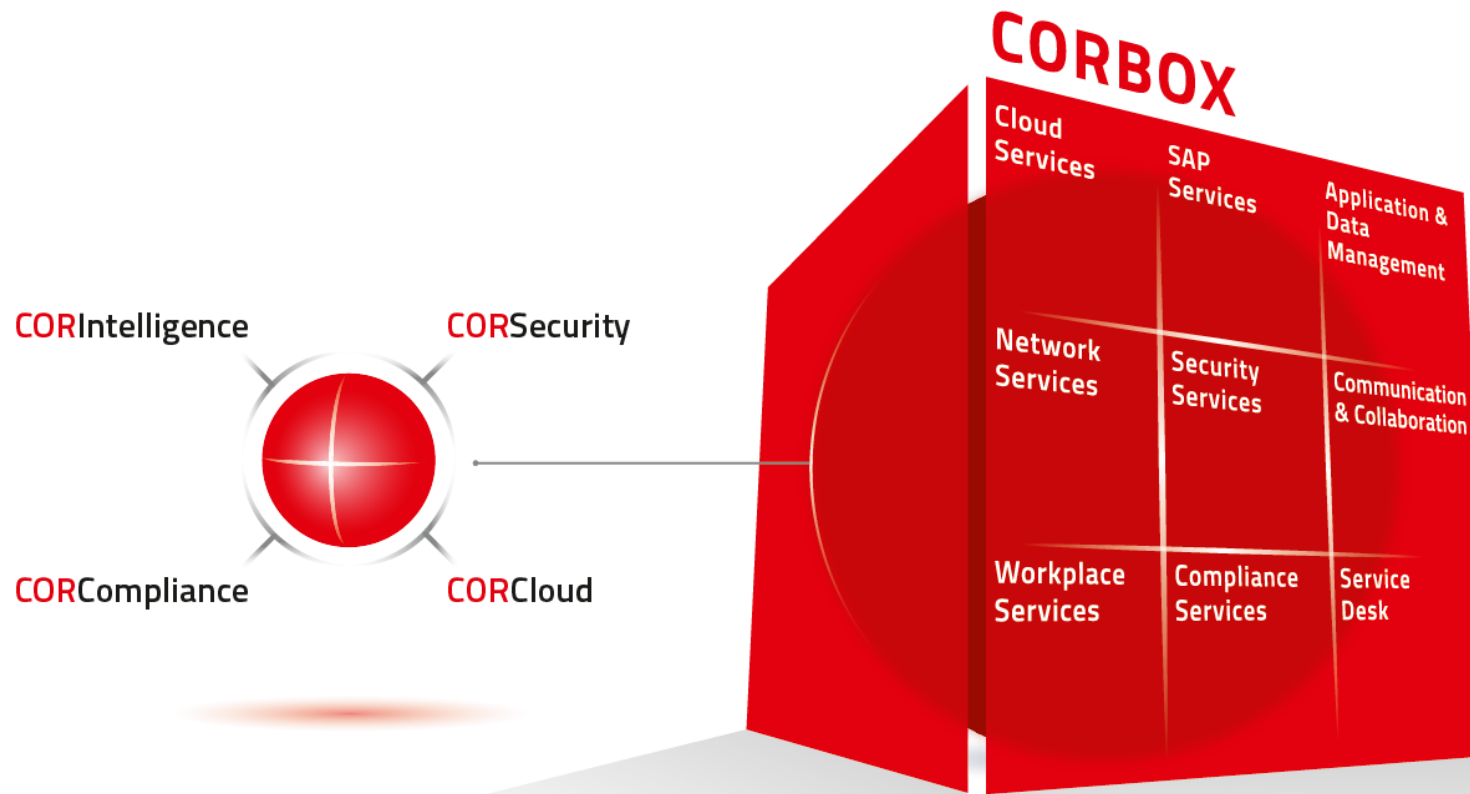 CORBOX
Cloud
Services
SAP
Services
Application &
Data
Management
CORIntelligence
CORSecurity
Network
Services
Security
Services
Communication
& Collaboration
CORCompliance
CORCloud
Workplace
Services
Compliance
Services
Service
Desk